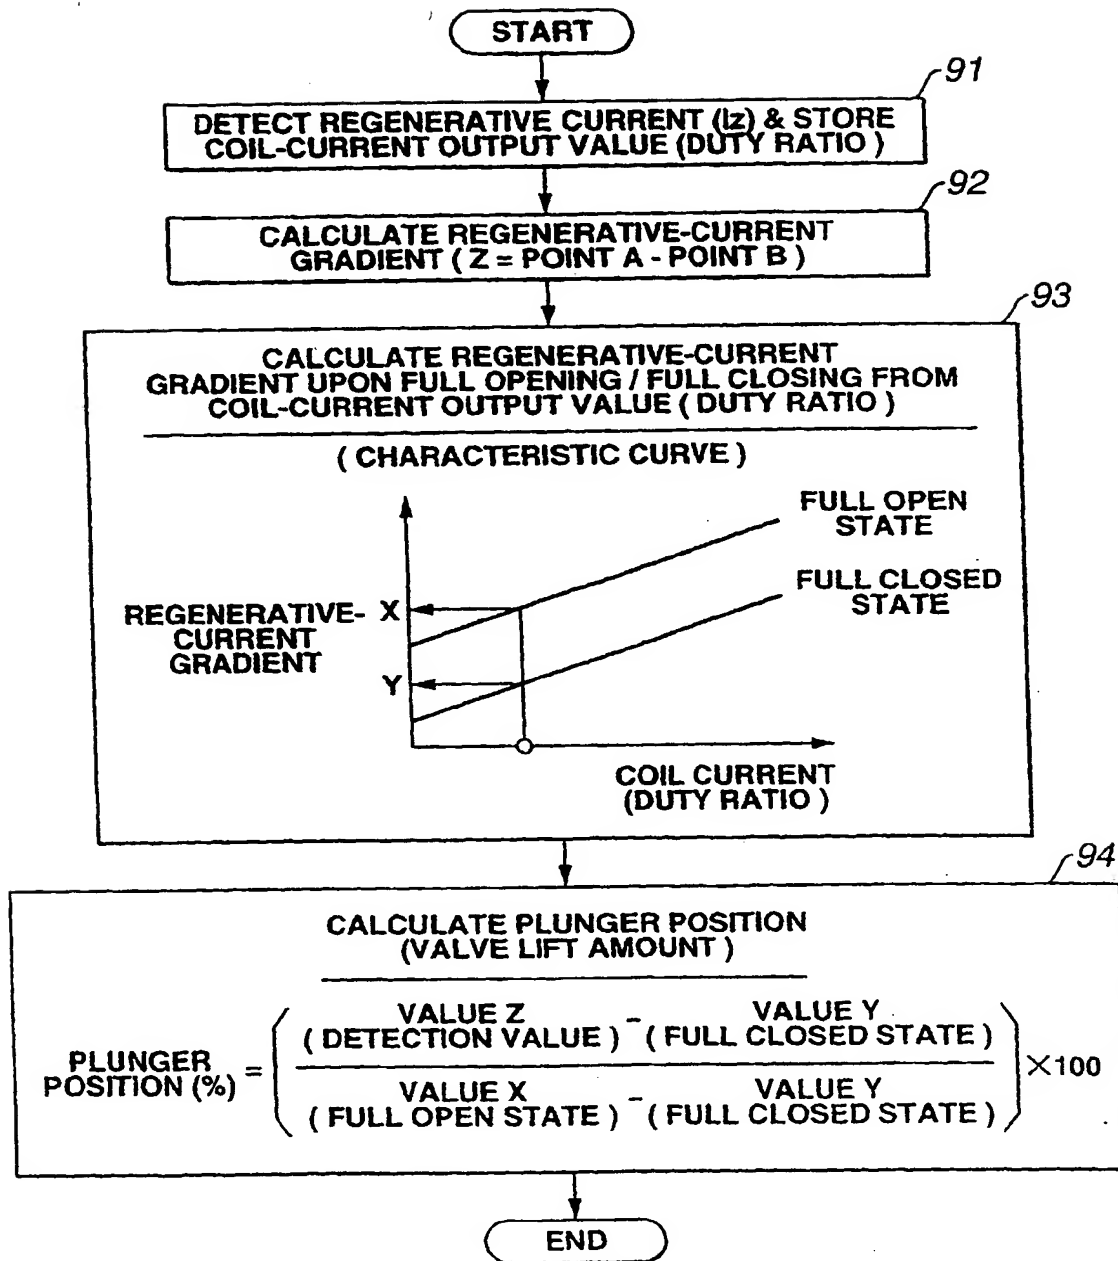 START
91
DETECT REGENERATIVE CURRENT (Iz) & STORE
COIL-CURRENT OUTPUT VALUE (DUTY RATIO )
92
CALCULATE REGENERATIVE-CURRENT
GRADIENT ( Z = POINT A - POINT B )
93
CALCULATE REGENERATIVE-CURRENT
GRADIENT UPON FULL OPENING / FULL CLOSING FROM
COIL-CURRENT OUTPUT VALUE ( DUTY RATIO )
( CHARACTERISTIC CURVE )
FULL OPEN
STATE
FULL CLOSED
STATE
REGENERATIVE-
CURRENT
GRADIENT
X
Y
COIL CURRENT
(DUTY RATIO )
94
CALCULATE PLUNGER POSITION
(VALVE LIFT AMOUNT )
PLUNGER
POSITION (%) =
VALUE Z - VALUE Y
( DETECTION VALUE ) ( FULL CLOSED STATE )
VALUE X - VALUE Y
( FULL OPEN STATE ) ( FULL CLOSED STATE )
×100
END